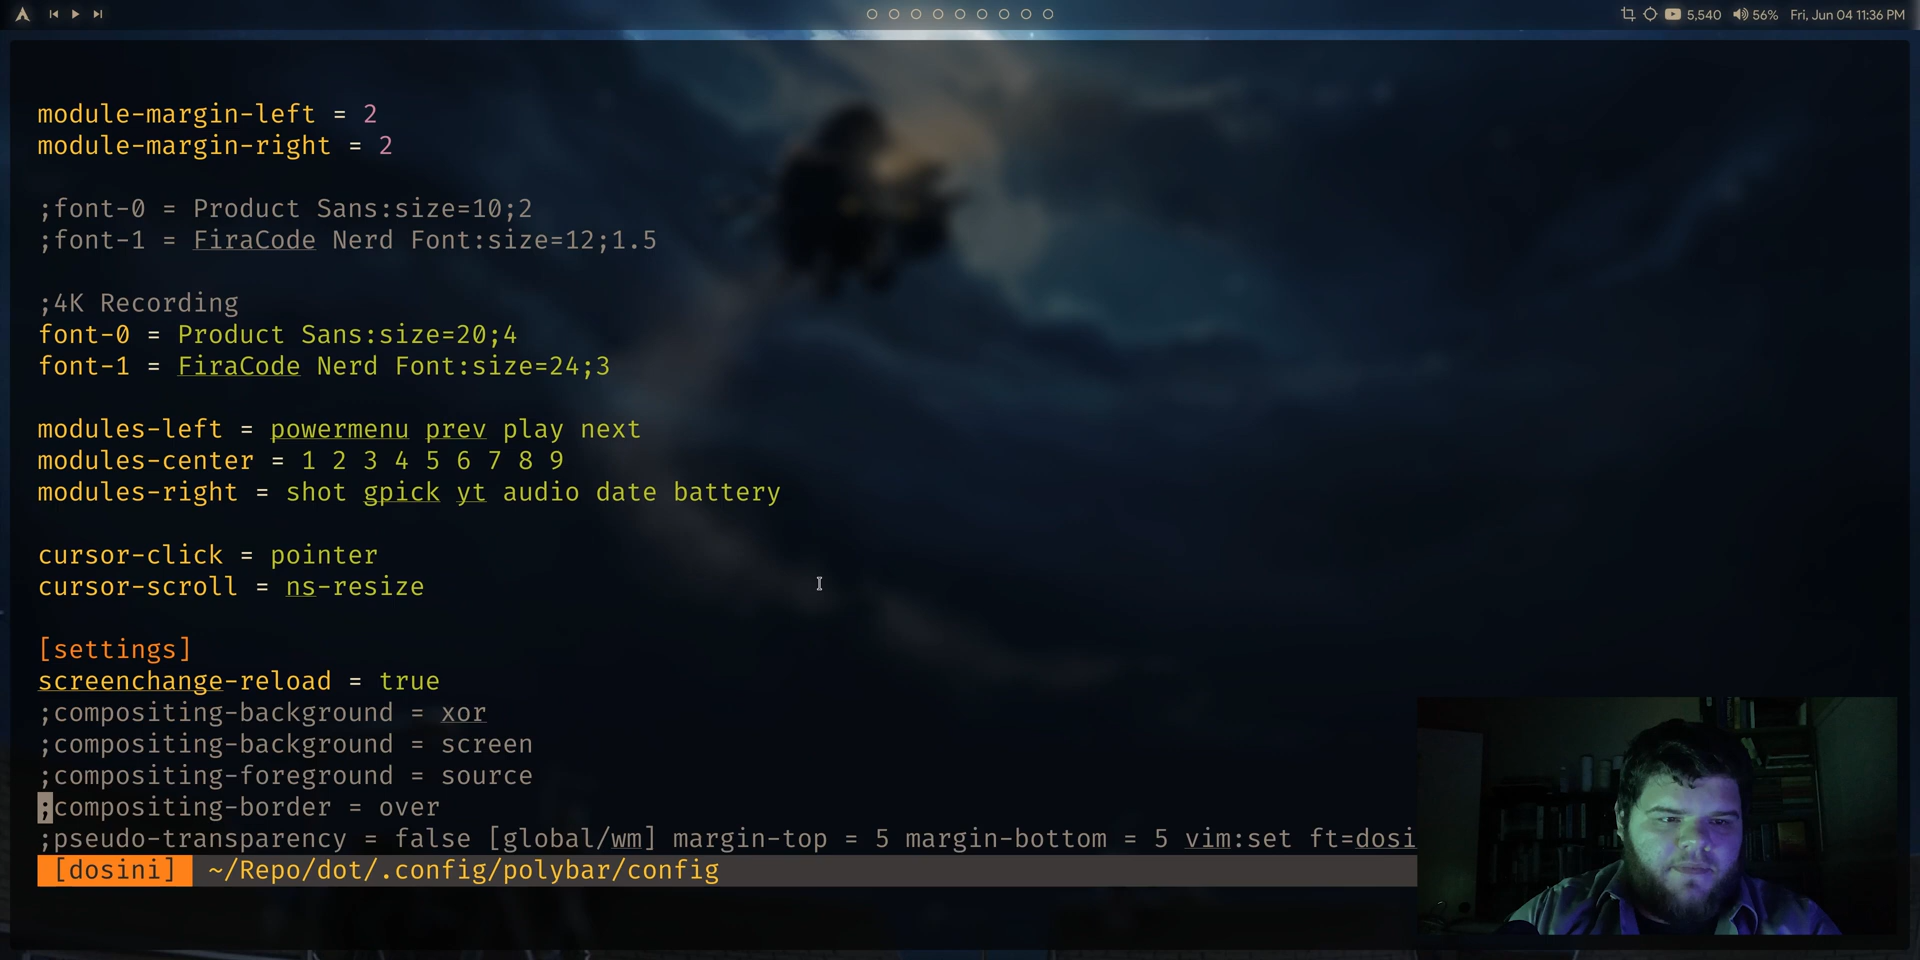 5,540 56% Fri, Jun 04 11:36 PM
module-margin-left = 2
module-margin-right = 2
;font-0 = Product Sans:size=10;2
;font-1 = FiraCode Nerd Font:size=12;1.5
;4K Recording
font-0 = Product Sans:size=20;4
font-1 = FiraCode Nerd Font:size=24;3
modules-left = powermenu prev play next
modules-center = 1 2 3 4 5 6 7 8 9
modules-right = shot gpick yt audio date battery
cursor-click = pointer
cursor-scroll = ns-resize
[settings]
screenchange-reload = true
;compositing-background = xor
;compositing-background = screen
;compositing-foreground = source
;compositing-border = over
;pseudo-transparency = false [global/wm] margin-top = 5 margin-bottom = 5 vim:set ft=dosi
[dosini] ~/Repo/dot/.config/polybar/config